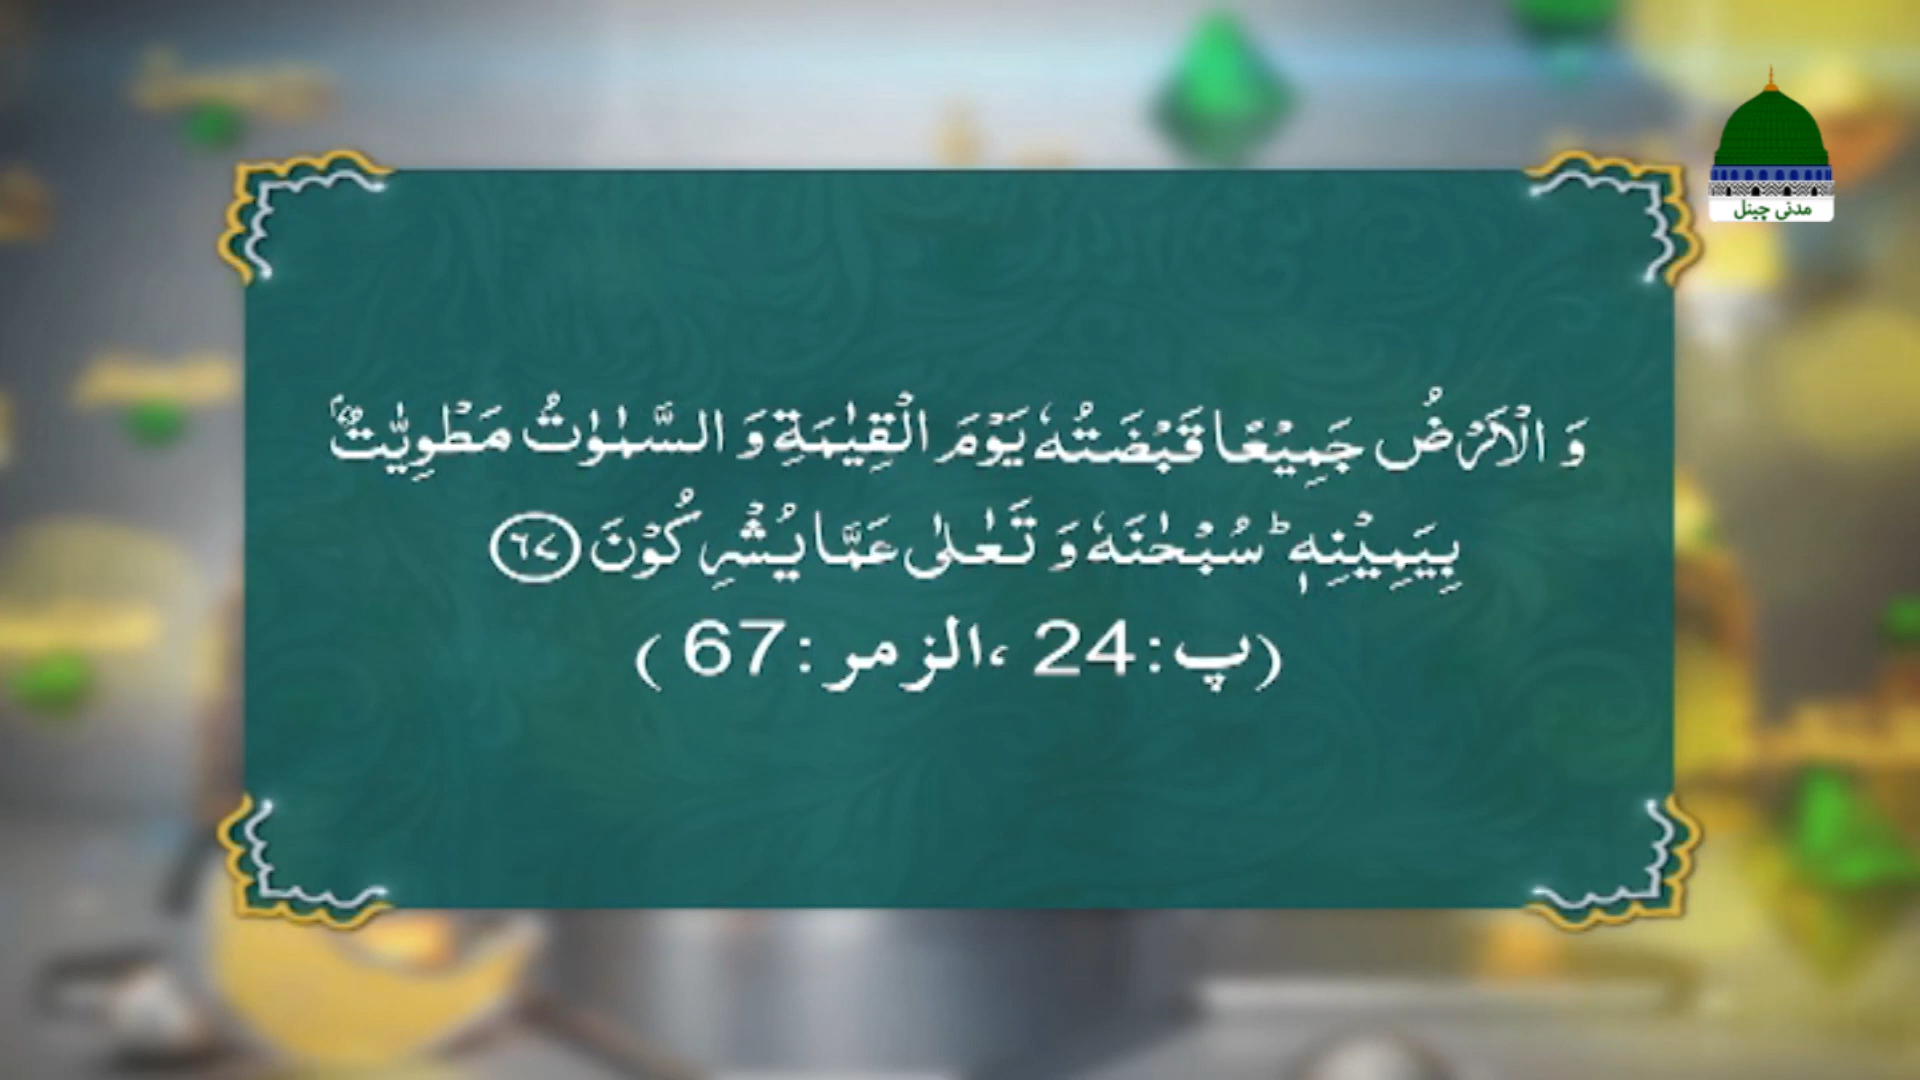 مدنی چینل
وَ الْاَرْضُ جَمِیْعًا قَبْضَتُهٗ یَوْمَ الْقِیٰمَةِ وَ السَّمٰوٰتُ مَطْوِیّٰتٌۢ
بِیَمِیْنِهٖؕ سُبْحٰنَهٗ وَ تَعٰلٰى عَمَّا یُشْرِكُوْنَ ﴿۶۷﴾
(پ:24 ،الزمر:67 )